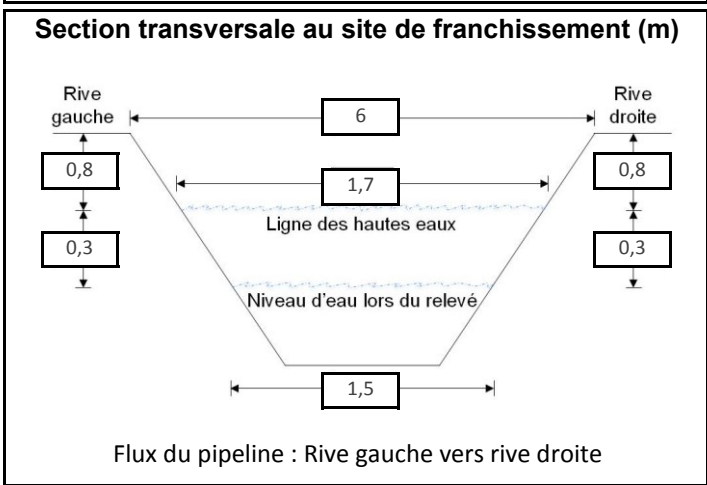 Section transversale au site de franchissement (m)
Rive
gauche
6
Rive
droite
0,8
1,7
0,8
Ligne des hautes eaux
0,3
0,3
Niveau d'eau lors du relevé
1,5
Flux du pipeline : Rive gauche vers rive droite